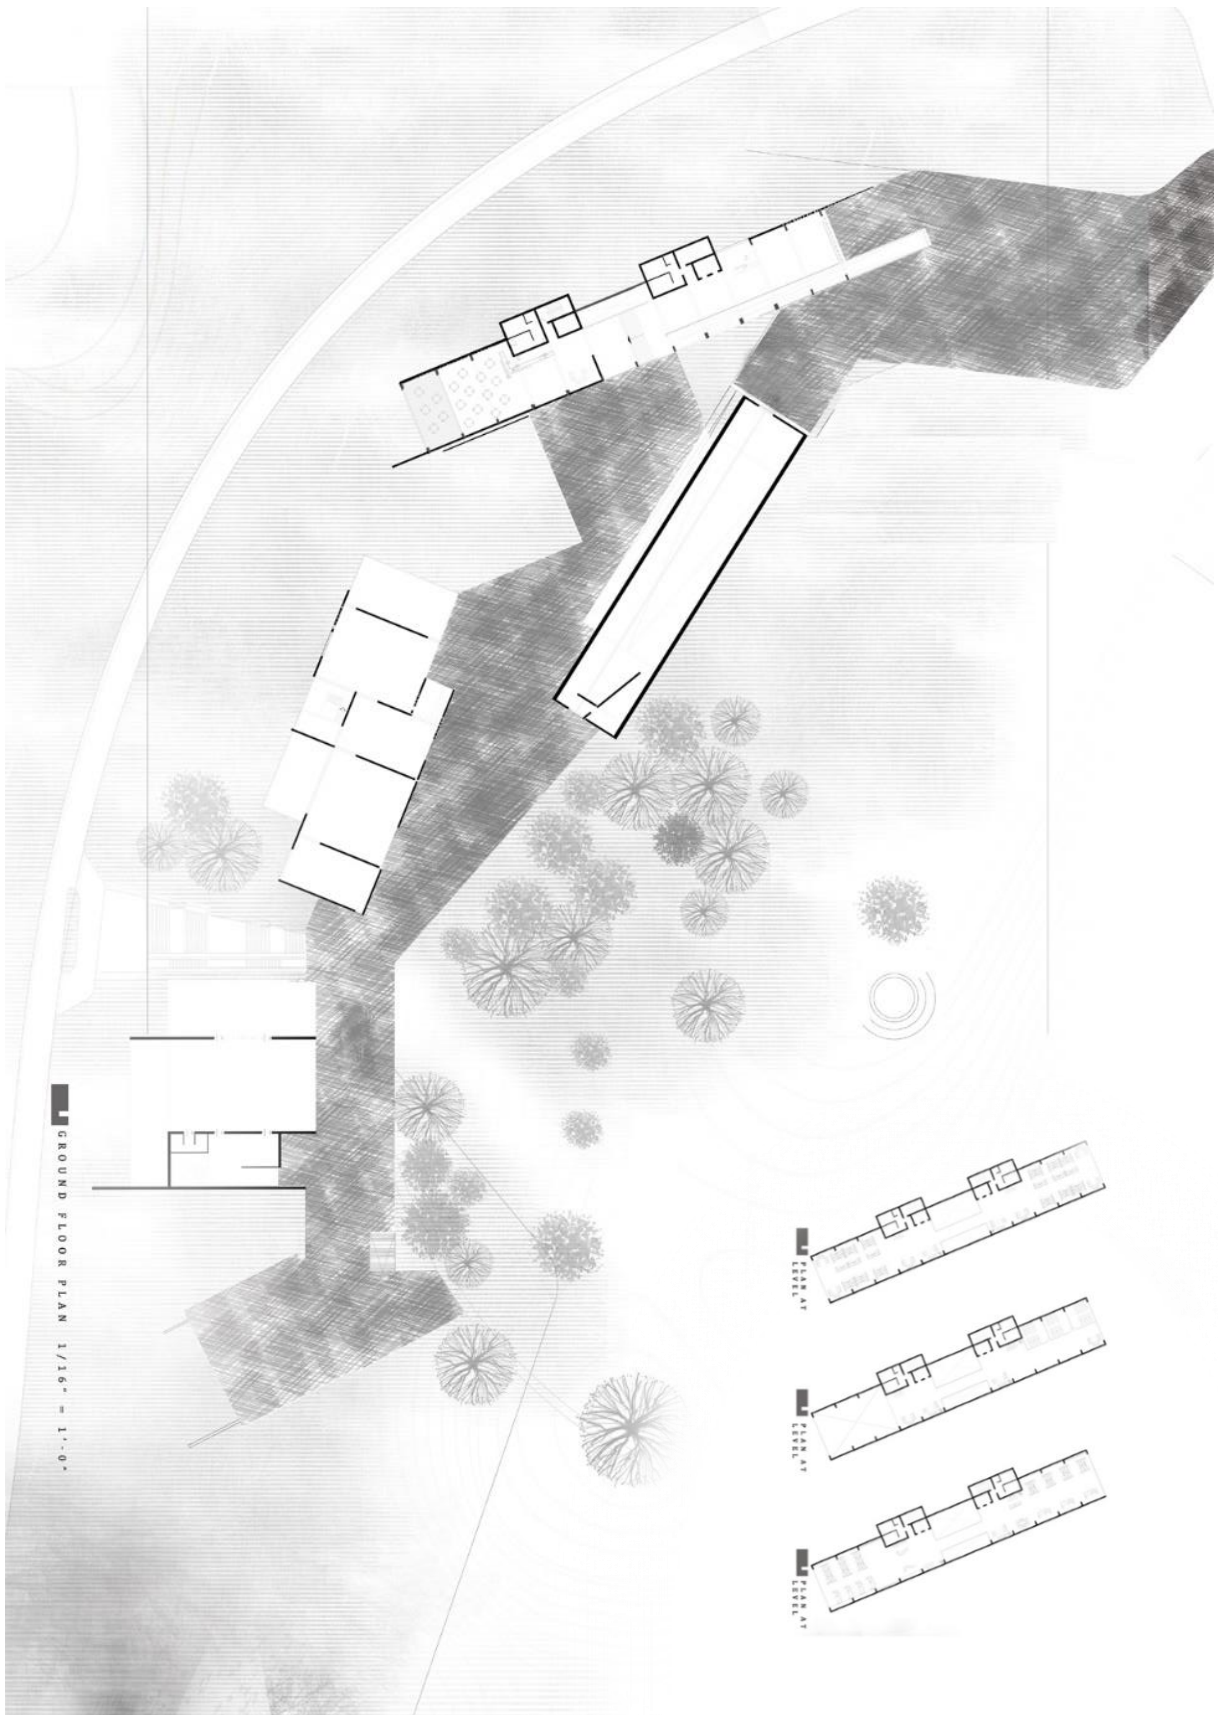 GROUND FLOOR PLAN 1/16" = 1'-0"
PLAN AT
LEVEL
PLAN AT
LEVEL
PLAN AT
LEVEL